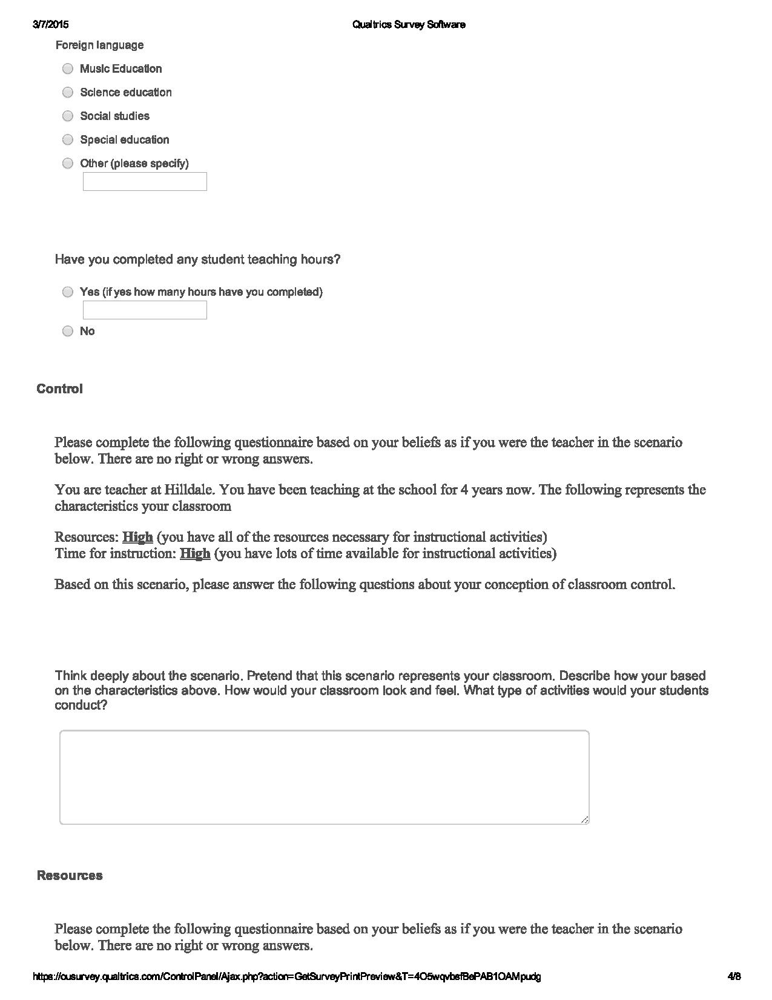 3/7/2015 Qualtrics Survey Software
Foreign language
Music Education
Science education
Social studies
Special education
Other (please specify)
Have you completed any student teaching hours?
Yes (if yes how many hours have you completed)
No
Control
Please complete the following questionnaire based on your beliefs as if you were the teacher in the scenario
below. There are no right or wrong answers.
You are teacher at Hilldale. You have been teaching at the school for 4 years now. The following represents the
characteristics your classroom
Resources: High (you have all of the resources necessary for instructional activities)
Time for instruction: High (you have lots of time available for instructional activities)
Based on this scenario, please answer the following questions about your conception of classroom control.
Think deeply about the scenario. Pretend that this scenario represents your classroom. Describe how your based
on the characteristics above. How would your classroom look and feel. What type of activities would your students
conduct?
Resources
Please complete the following questionnaire based on your beliefs as if you were the teacher in the scenario
below. There are no right or wrong answers.
https://ousurvey.qualtrics.com/ControlPanel/Ajax.php?action=GetSurveyPrintPreview&T=4O5wqvbsfBePAB1OAMpudg 4/8